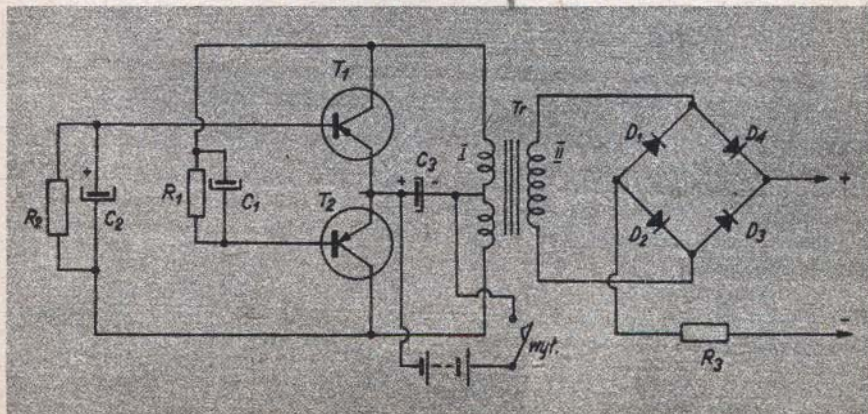 T1
Tr
D1
D4
I
II
C3
+
-
+
+
T2
R1
C1
R2
C2
D2
D3
-
wył.
R3